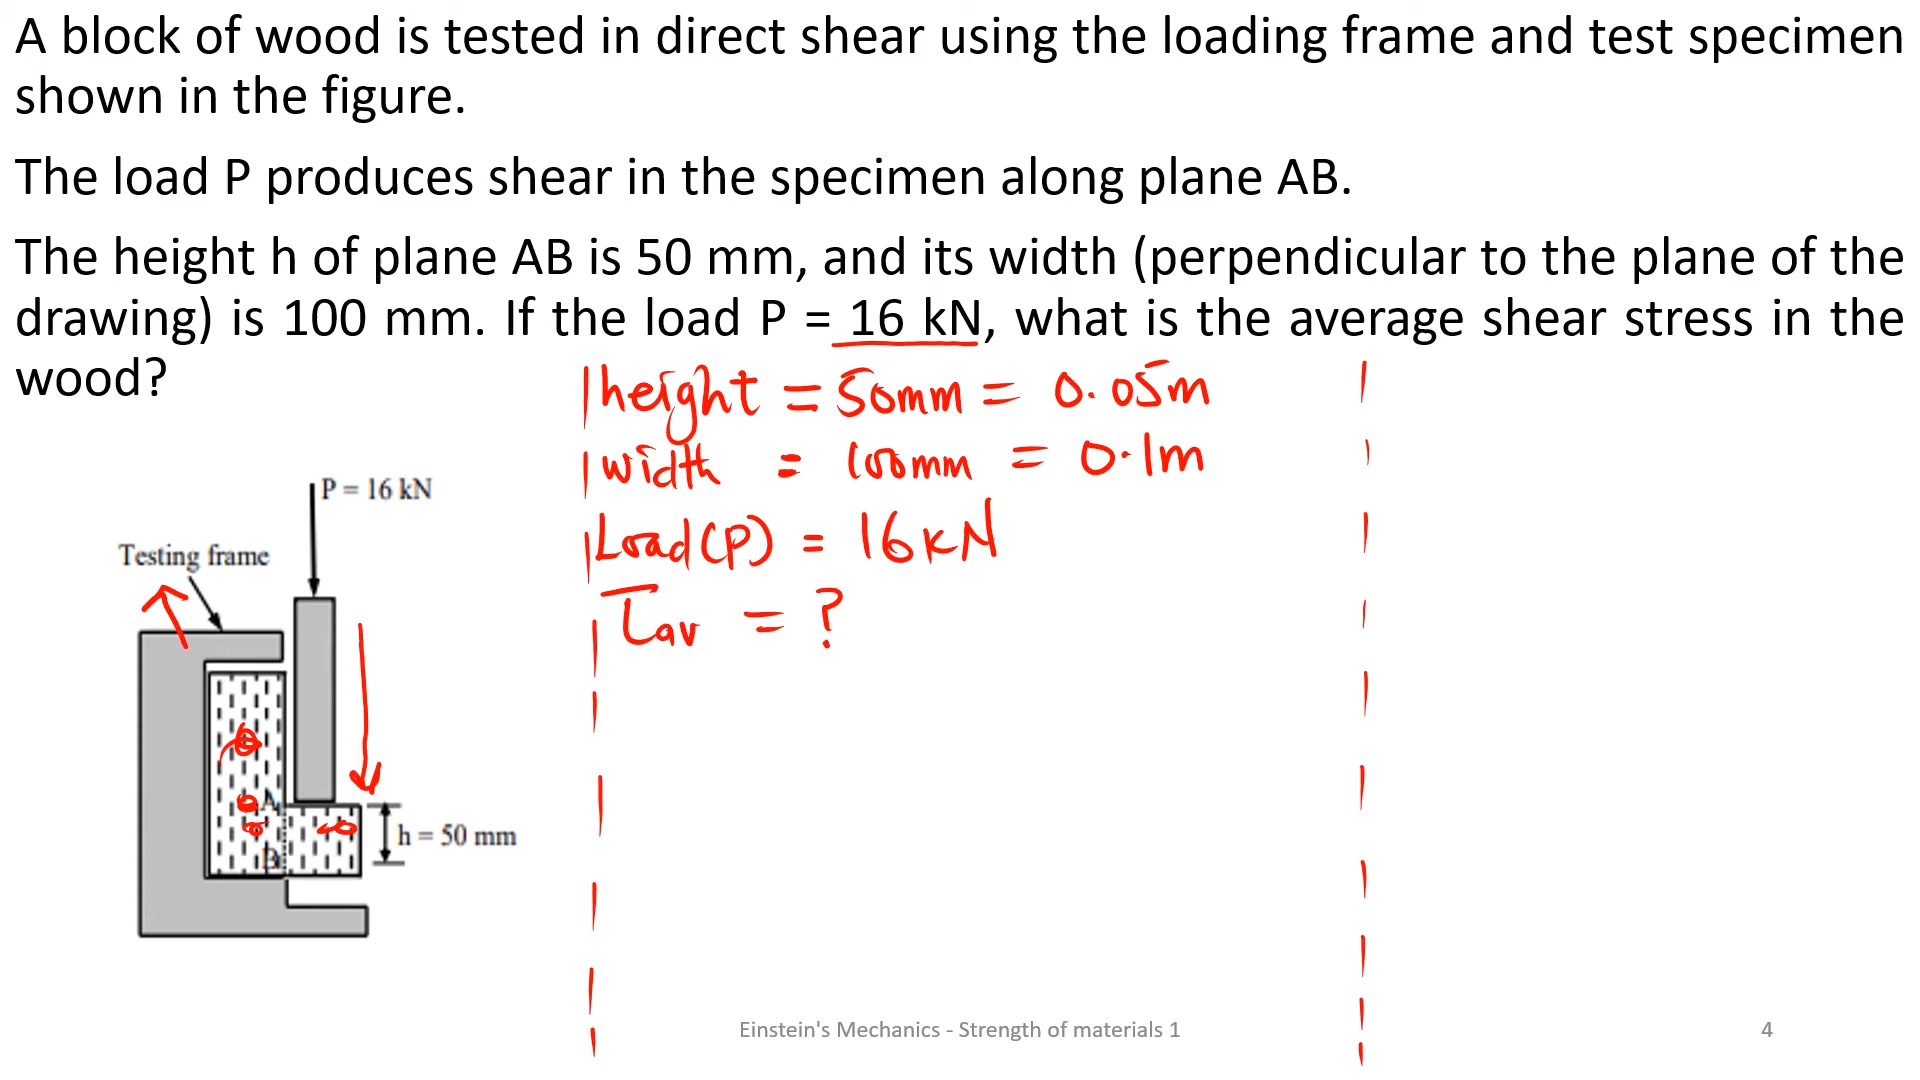 A block of wood is tested in direct shear using the loading frame and test specimen
shown in the figure.
The load P produces shear in the specimen along plane AB.
The height h of plane AB is 50 mm, and its width (perpendicular to the plane of the
drawing) is 100 mm. If the load P = 16 kN, what is the average shear stress in the
wood?
height = 50mm = 0.05m
width = 100mm = 0.1m
Load(P) = 16kN
τav = ?
P = 16 kN
Testing frame
A
h = 50 mm
B
Einstein's Mechanics - Strength of materials 1
4